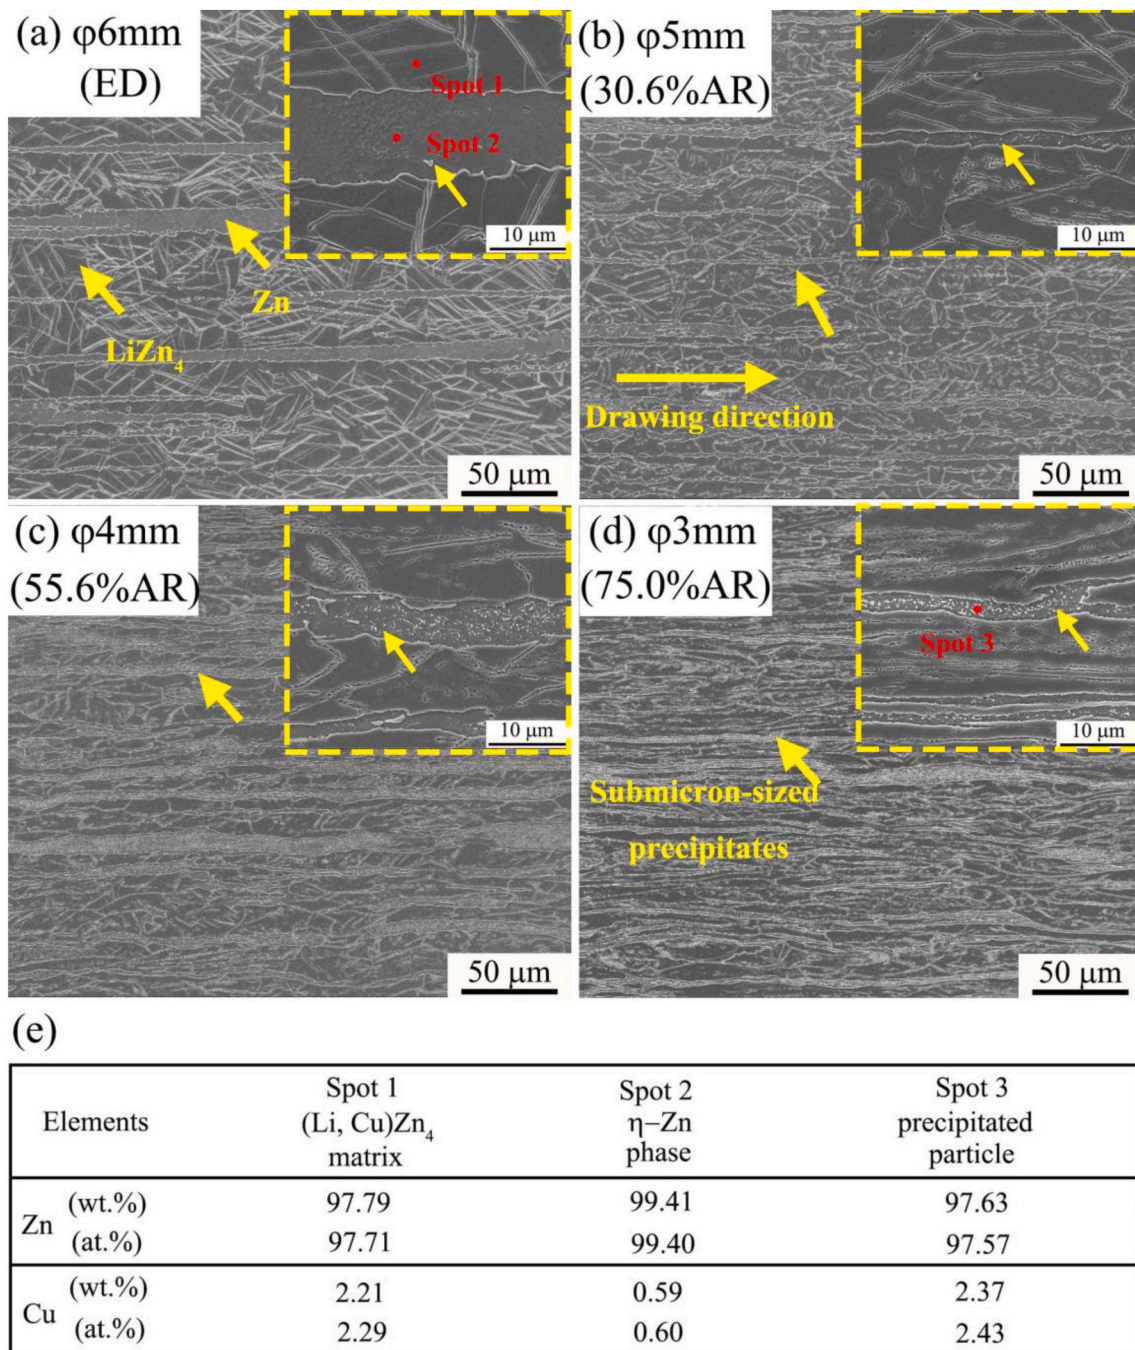 (a) φ6mm
(ED)
Spot 1
Spot 2
10 μm
Zn
LiZn₄
50 μm
(b) φ5mm
(30.6%AR)
10 μm
Drawing direction
50 μm
(c) φ4mm
(55.6%AR)
10 μm
50 μm
(d) φ3mm
(75.0%AR)
Spot 3
10 μm
Submicron-sized
precipitates
50 μm
(e)
Elements
Spot 1
(Li, Cu)Zn₄
matrix
Spot 2
η−Zn
phase
Spot 3
precipitated
particle
Zn (wt.%) 97.79 99.41 97.63
(at.%) 97.71 99.40 97.57
Cu (wt.%) 2.21 0.59 2.37
(at.%) 2.29 0.60 2.43